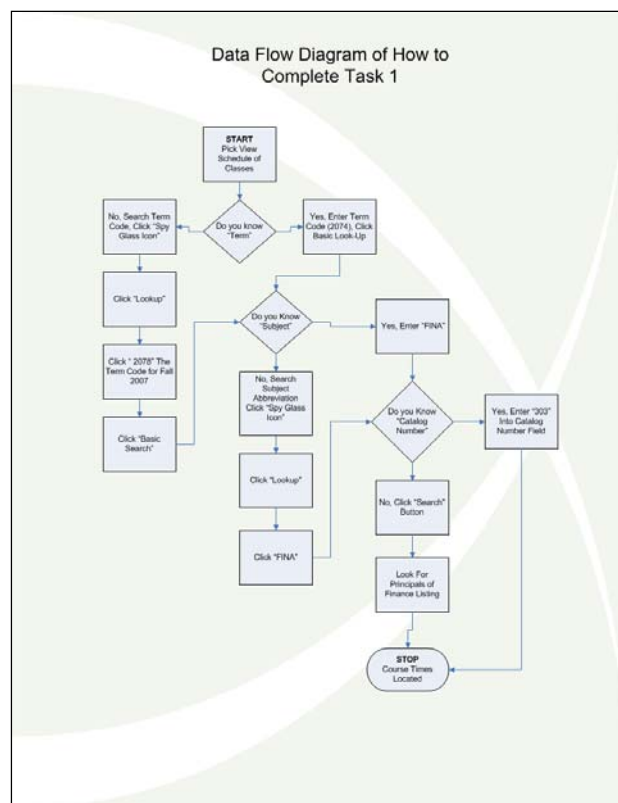 Data Flow Diagram of How to
Complete Task 1
START
Pick View
Schedule of
Classes
No, Search Term
Code, Click “Spy
Glass Icon”
Do you know
“Term”
Yes, Enter Term
Code (2074), Click
Basic Look-Up
Click “Lookup”
Do you Know
“Subject”
Yes, Enter “FINA”
Click “ 2078” The
Term Code for Fall
2007
No, Search
Subject
Abbreviation
Click “Spy Glass
Icon”
Do you Know
“Catalog
Number”
Yes, Enter “303”
Into Catalog
Number Field
Click “Basic
Search”
Click “Lookup”
No, Click “Search”
Button
Click “FINA”
Look For
Principals of
Finance Listing
STOP
Course Times
Located